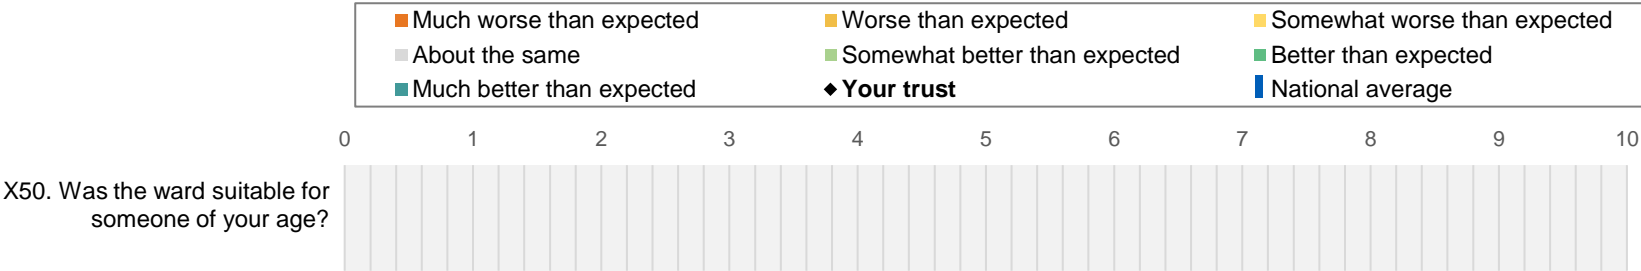 Much worse than expected Worse than expected Somewhat worse than expected
About the same Somewhat better than expected Better than expected
Much better than expected Your trust National average
0 1 2 3 4 5 6 7 8 9 10
X50. Was the ward suitable for
someone of your age?